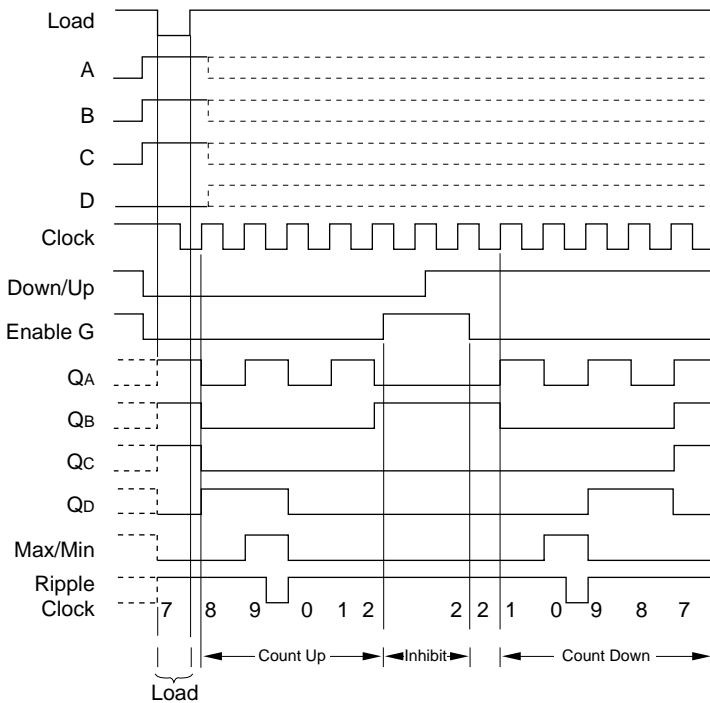 Load
A
B
C
D
Clock
Down/Up
Enable G
QA
QB
QC
QD
Max/Min
Ripple
Clock
7 8 9 0 1 2 2 2 1 0 9 8 7
Count Up Inhibit Count Down
Load